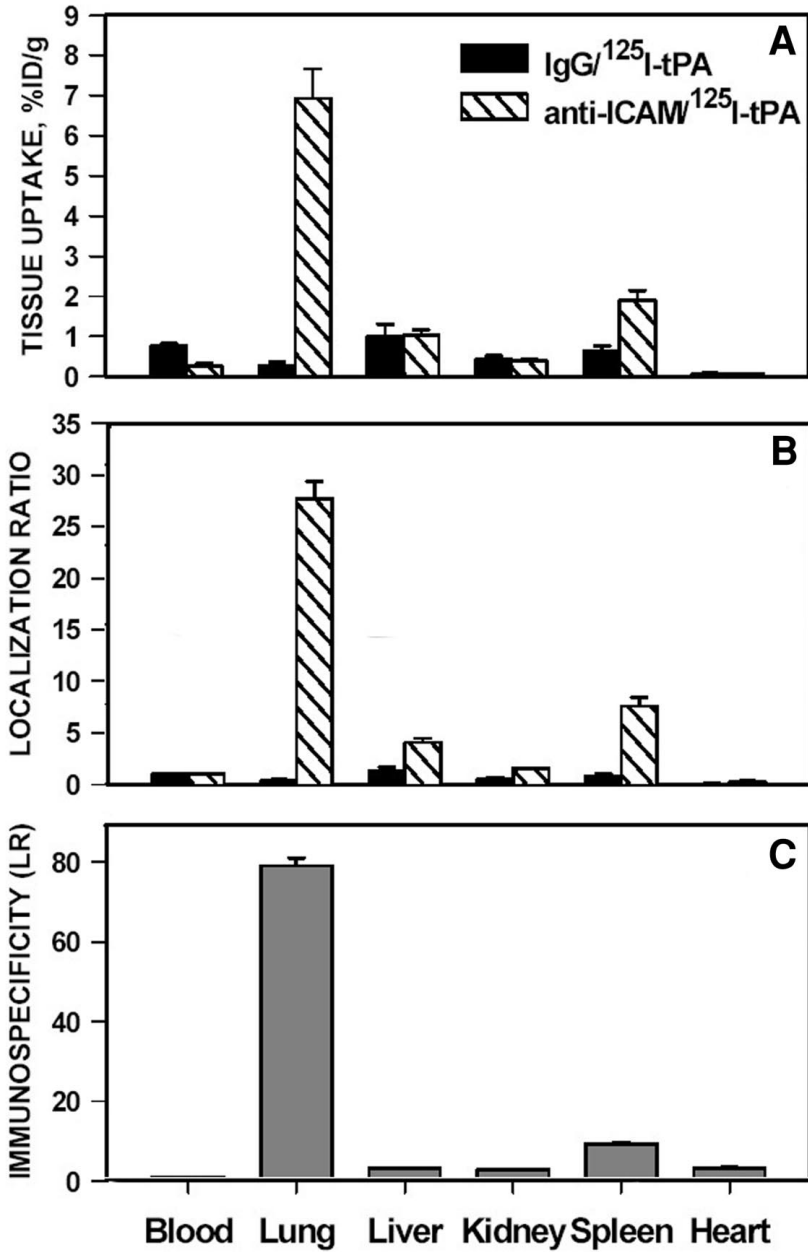 A
IgG/125I-tPA
anti-ICAM/125I-tPA
TISSUE UPTAKE, %ID/g
9
8
7
6
5
4
3
2
1
0
B
LOCALIZATION RATIO
35
30
25
20
15
10
5
0
C
IMMUNOSPECIFICITY (LR)
80
60
40
20
0
Blood Lung Liver Kidney Spleen Heart